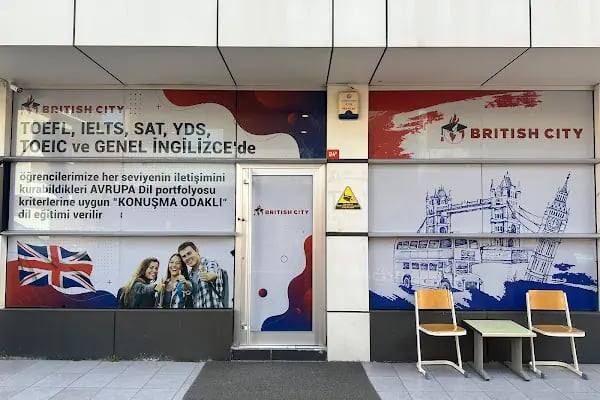 BRITISH CITY
TOEFL, IELTS, SAT, YDS,
TOEIC ve GENEL İNGİLİZCE'de
öğrencilerimize her seviyenin iletişimini
kurabildikleri AVRUPA Dil portfolyosu
kriterlerine uygun "KONUŞMA ODAKLI"
dil eğitimi verilir
BRITISH CITY
BRITISH CITY